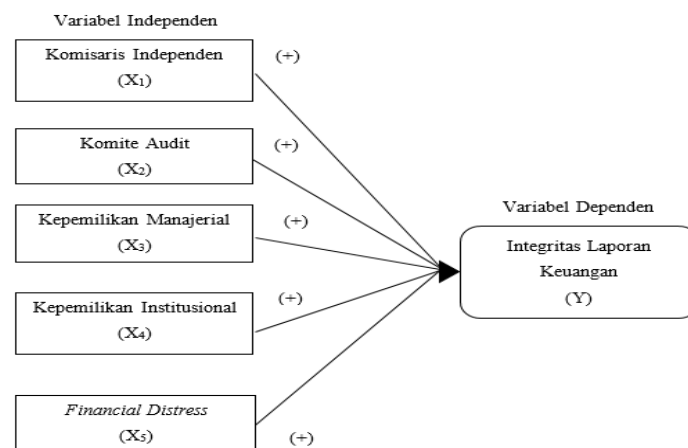 Variabel Independen
Komisaris Independen
(X₁)
(+)
Komite Audit
(X₂)
(+)
Kepemilikan Manajerial
(X₃)
(+)
Kepemilikan Institusional
(X₄)
(+)
Financial Distress
(X₅)
(+)
Variabel Dependen
Integritas Laporan
Keuangan
(Y)